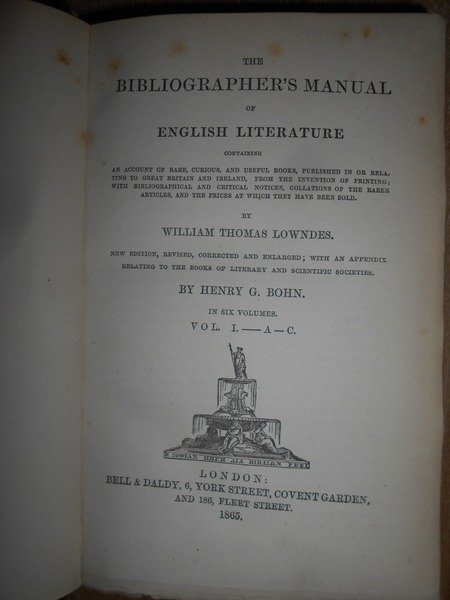 THE
BIBLIOGRAPHER'S MANUAL
OF
ENGLISH LITERATURE
CONTAINING
AN ACCOUNT OF RARE, CURIOUS, AND USEFUL BOOKS, PUBLISHED IN OR RELA-
TING TO GREAT BRITAIN AND IRELAND, FROM THE INVENTION OF PRINTING;
WITH BIBLIOGRAPHICAL AND CRITICAL NOTICES, COLLATIONS OF THE RARER
ARTICLES, AND THE PRICES AT WHICH THEY HAVE BEEN SOLD.
BY
WILLIAM THOMAS LOWNDES.
NEW EDITION, REVISED, CORRECTED AND ENLARGED; WITH AN APPENDIX
RELATING TO THE BOOKS OF LITERARY AND SCIENTIFIC SOCIETIES.
BY HENRY G. BOHN.
IN SIX VOLUMES.
VOL. I.—A—C.
LONDON:
BELL & DALDY, 6, YORK STREET, COVENT GARDEN,
AND 186, FLEET STREET.
1865.